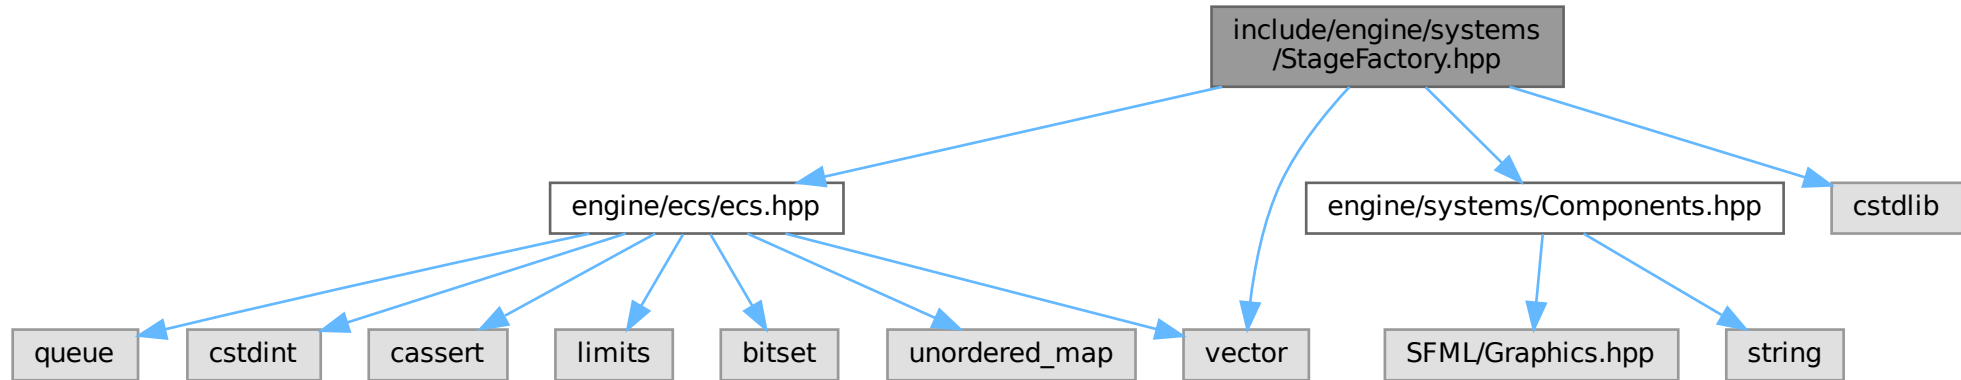 include/engine/systems
/StageFactory.hpp
engine/ecs/ecs.hpp
engine/systems/Components.hpp
cstdlib
queue
cstdint
cassert
limits
bitset
unordered_map
vector
SFML/Graphics.hpp
string